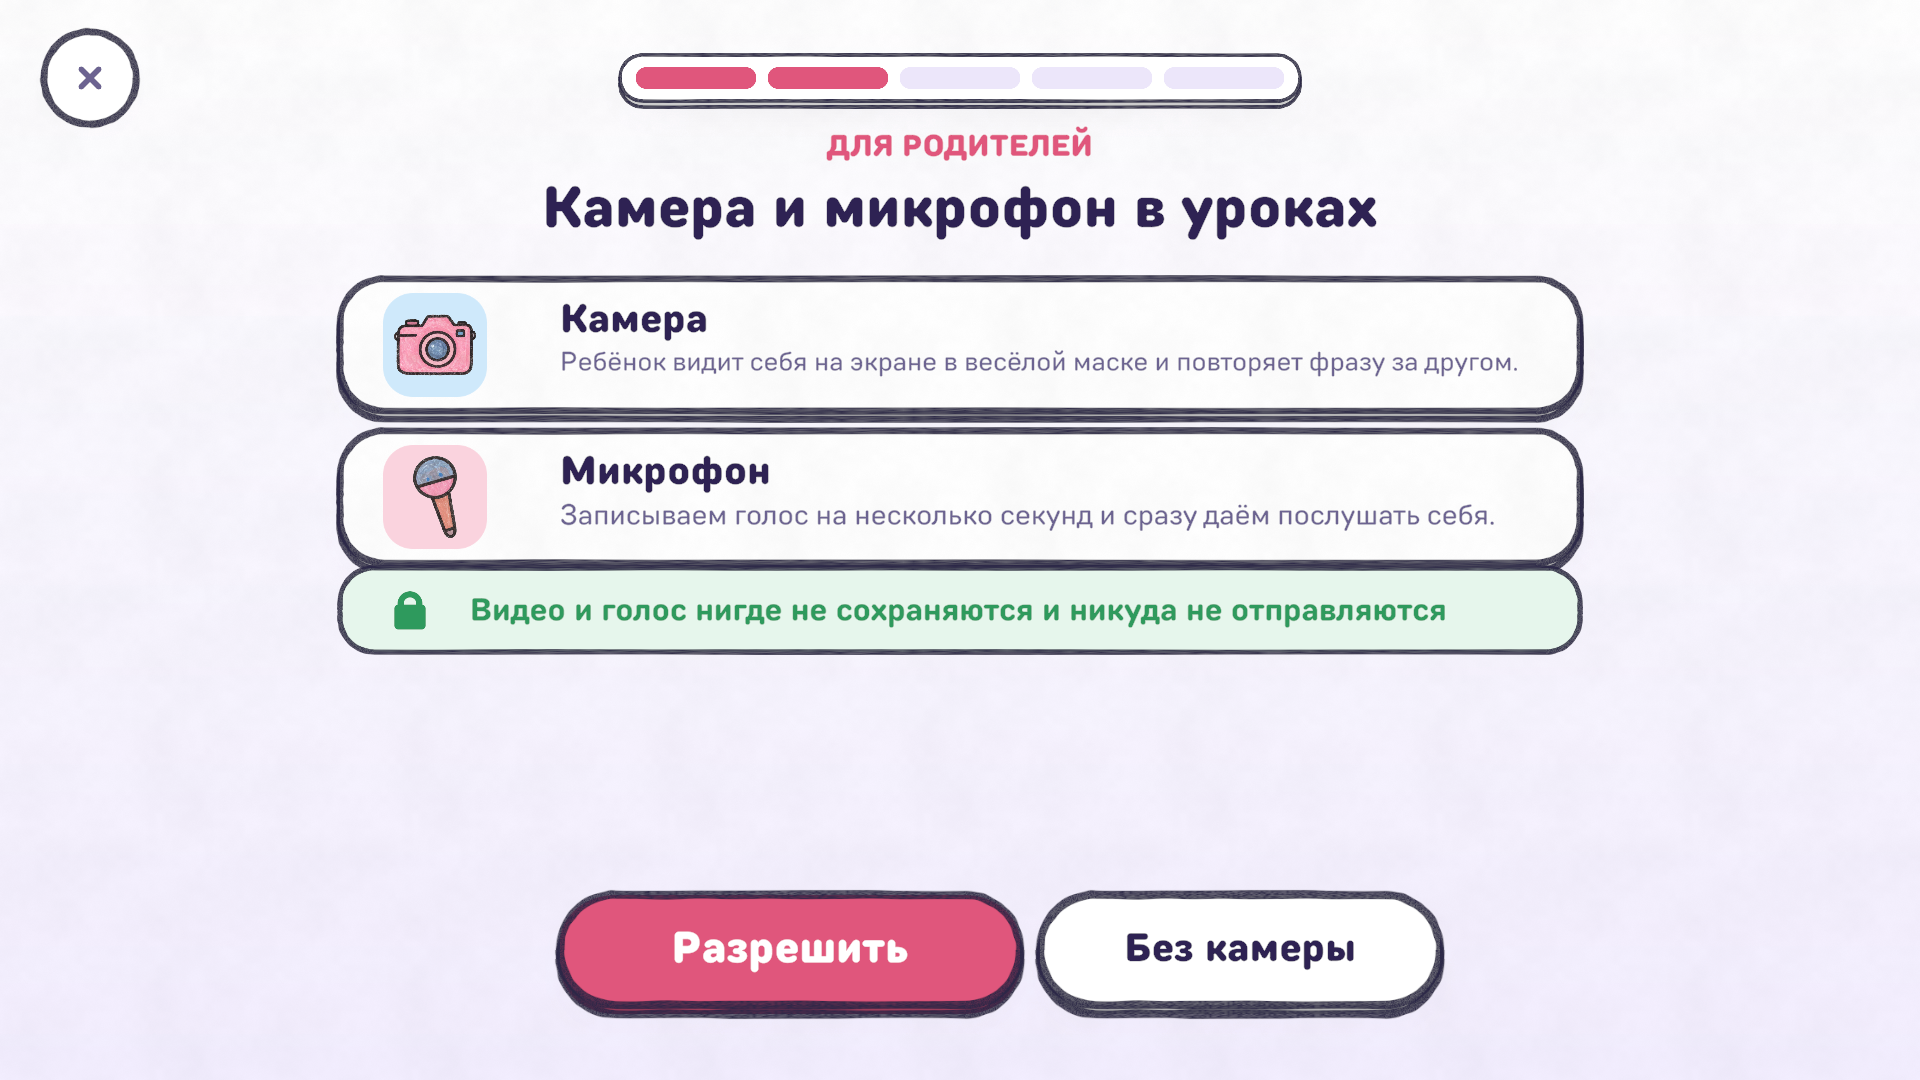 ДЛЯ РОДИТЕЛЕЙ
Камера и микрофон в уроках
Камера
Ребёнок видит себя на экране в весёлой маске и повторяет фразу за другом.
Микрофон
Записываем голос на несколько секунд и сразу даём послушать себя.
Видео и голос нигде не сохраняются и никуда не отправляются
Разрешить
Без камеры